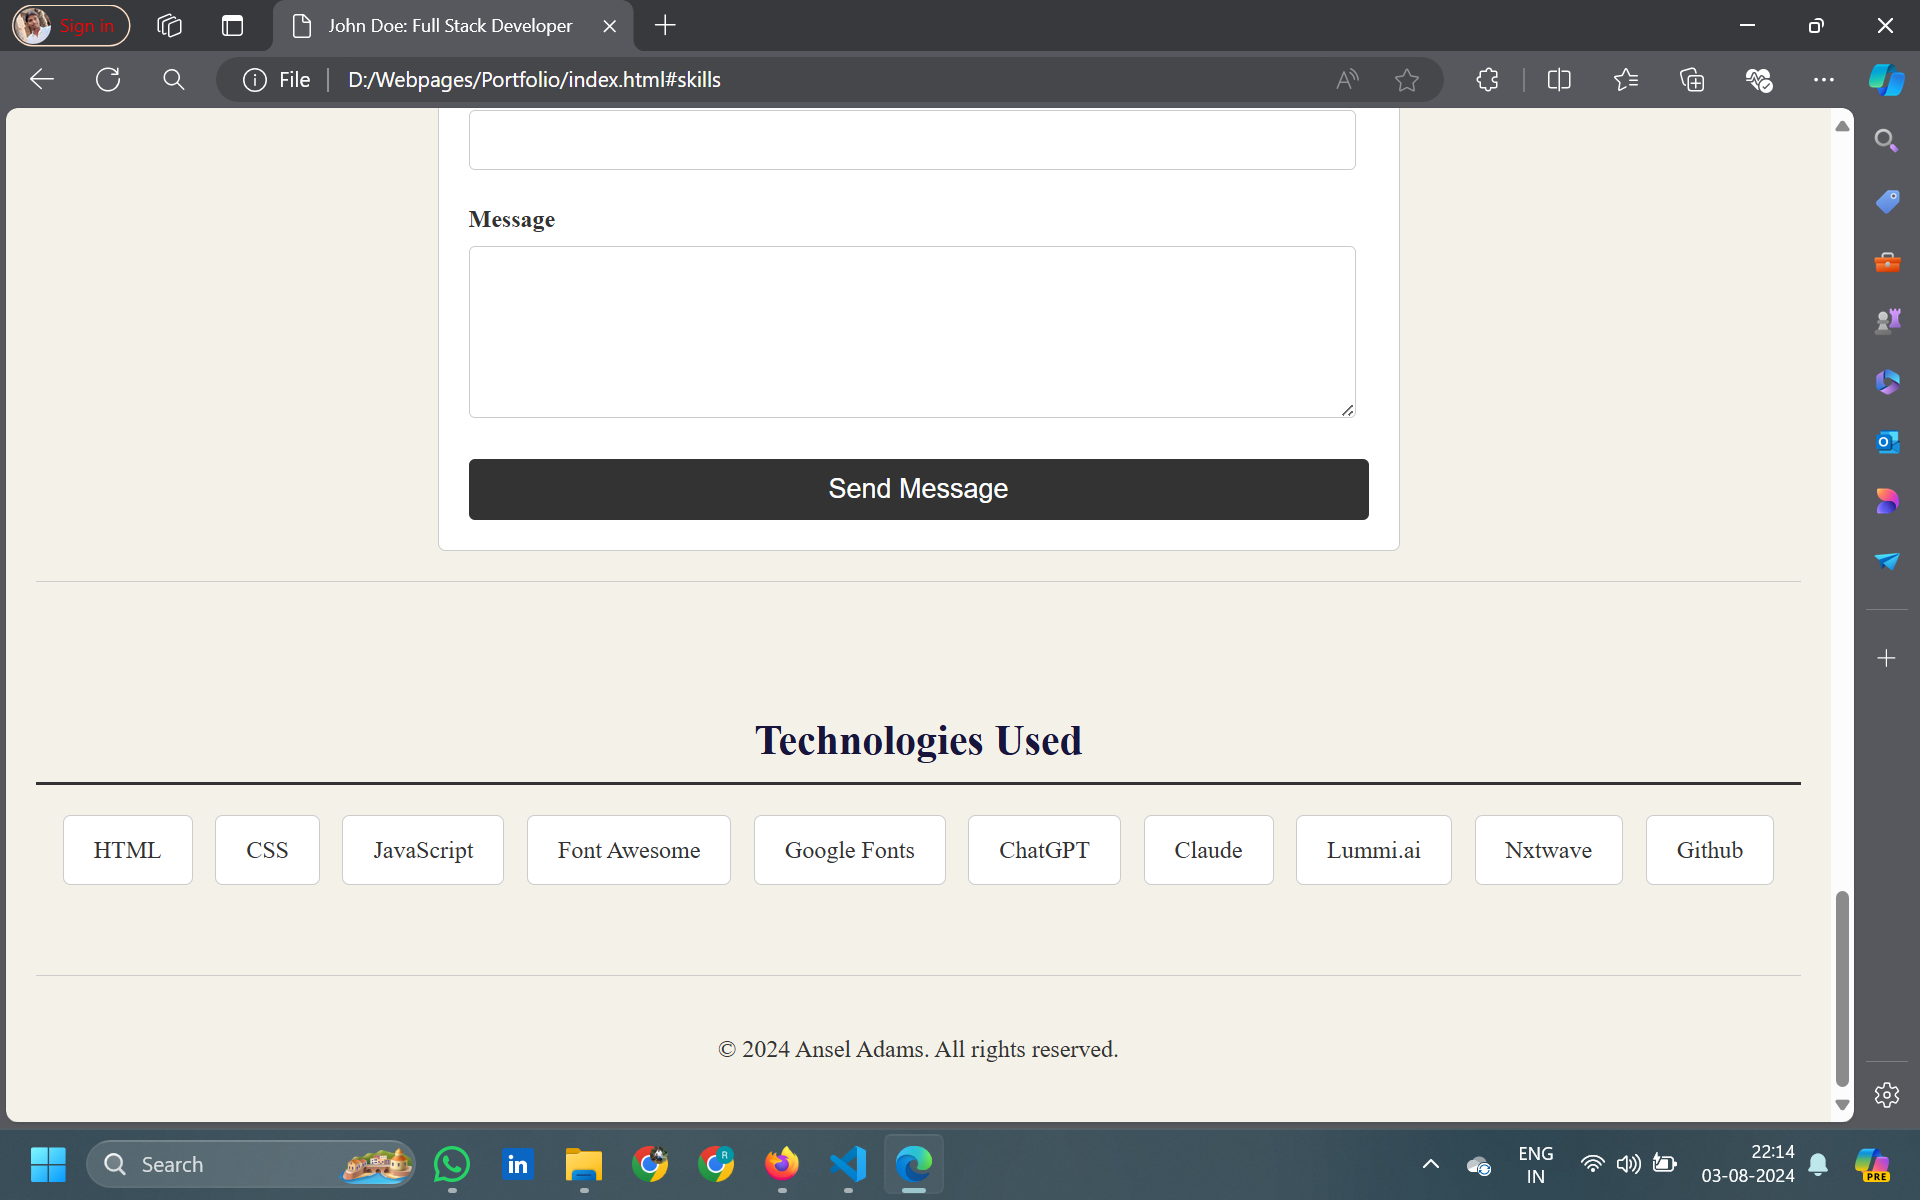 Sign in
John Doe: Full Stack Developer
File
D:/Webpages/Portfolio/index.html#skills
Message
Send Message
Technologies Used
HTML CSS JavaScript Font Awesome Google Fonts ChatGPT Claude Lummi.ai Nxtwave Github
© 2024 Ansel Adams. All rights reserved.
Search
ENG
IN
22:14
03-08-2024
PRE